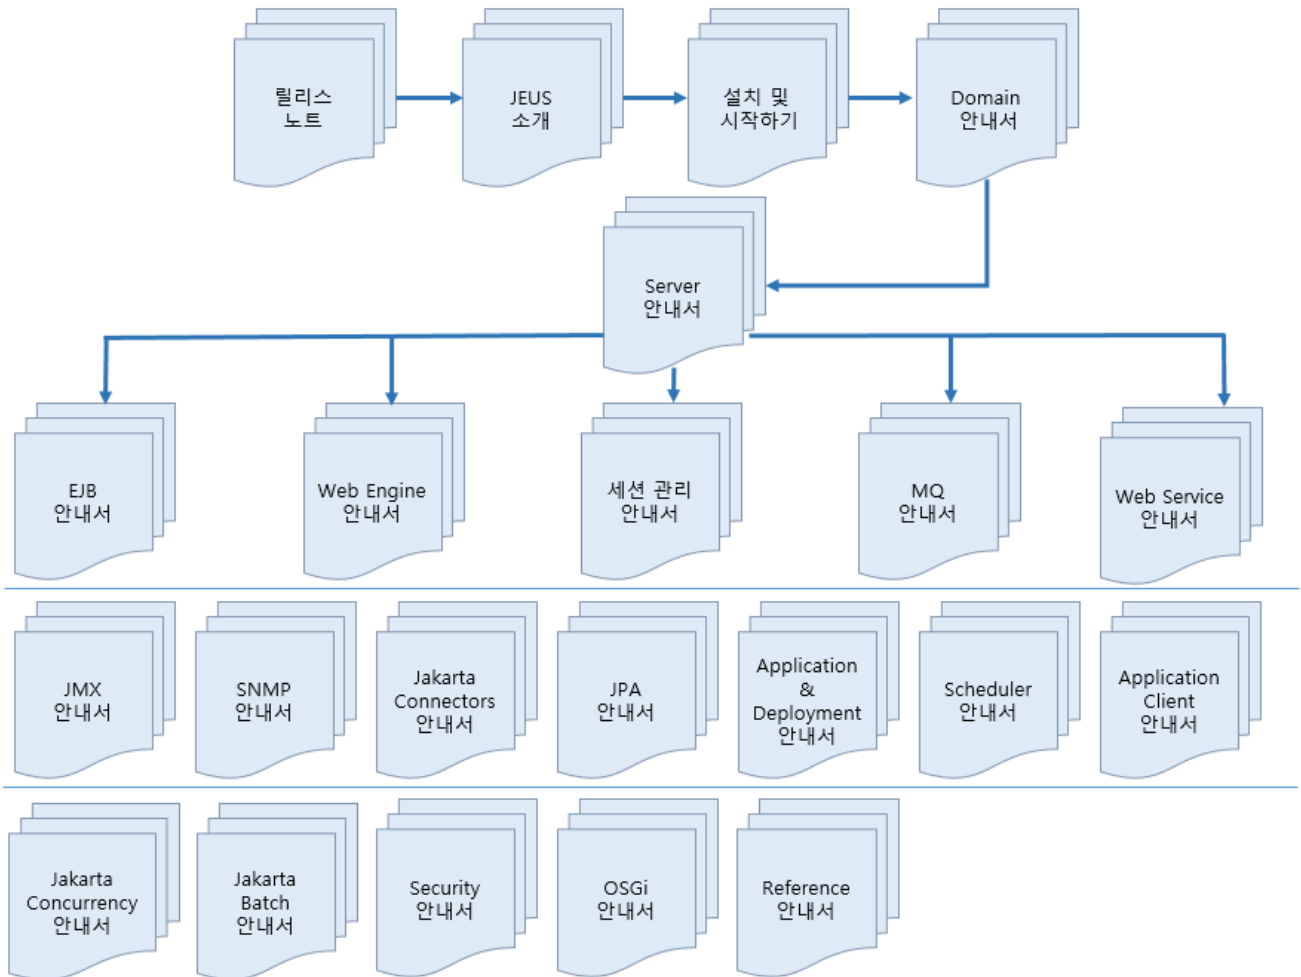 릴리스
노트
JEUS
소개
설치 및
시작하기
Domain
안내서
Server
안내서
EJB
안내서
Web Engine
안내서
세션 관리
안내서
MQ
안내서
Web Service
안내서
JMX
안내서
SNMP
안내서
Jakarta
Connectors
안내서
JPA
안내서
Application
&
Deployment
안내서
Scheduler
안내서
Application
Client
안내서
Jakarta
Concurrency
안내서
Jakarta
Batch
안내서
Security
안내서
OSGi
안내서
Reference
안내서